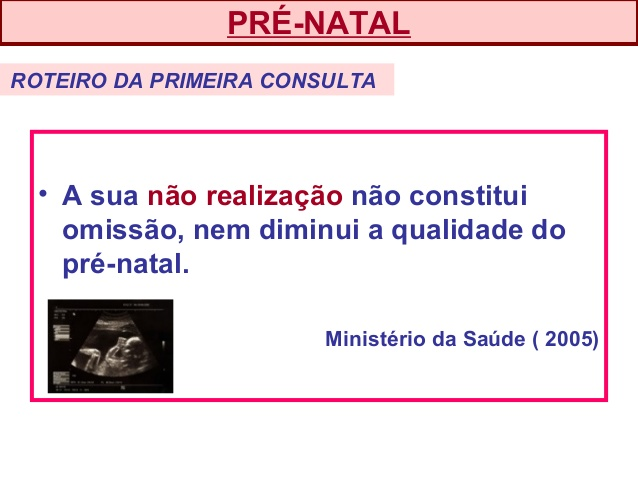 PRÉ-NATAL
ROTEIRO DA PRIMEIRA CONSULTA
• A sua não realização não constitui
omissão, nem diminui a qualidade do
pré-natal.
Ministério da Saúde ( 2005)